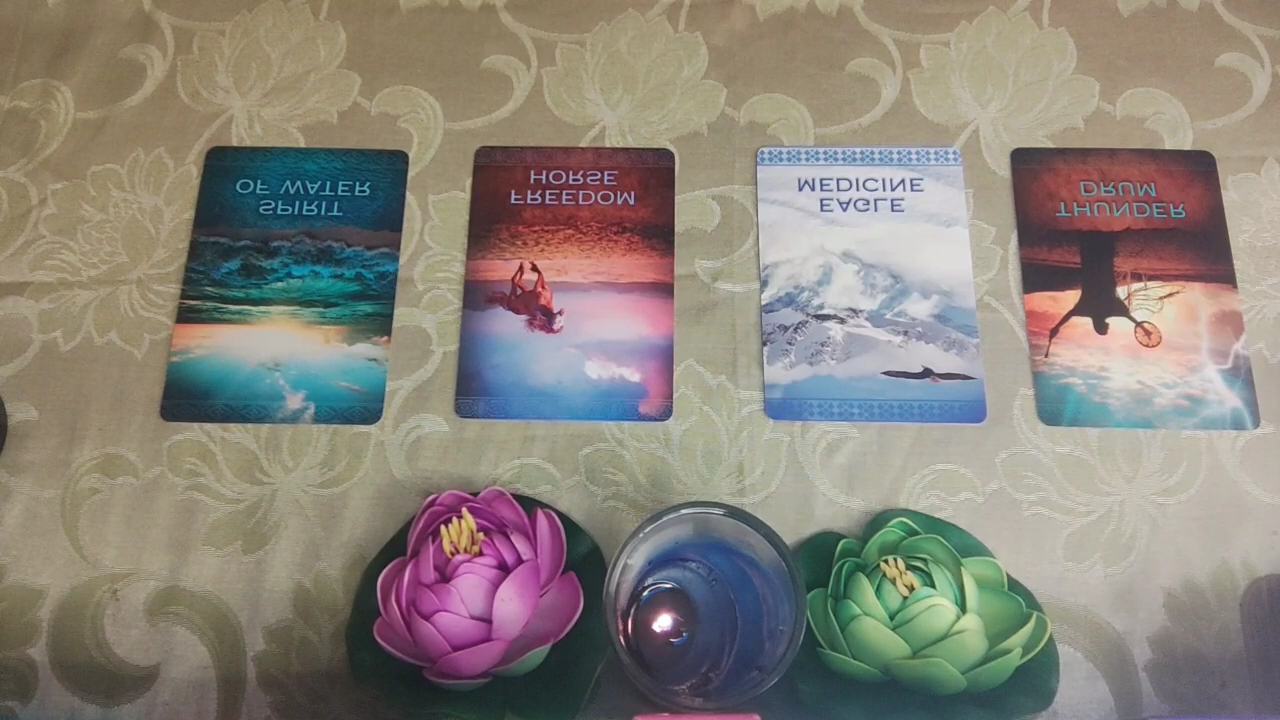 SPIRIT
OF WATER
FREEDOM
HORSE
EAGLE
MEDICINE
THUNDER
DRUM